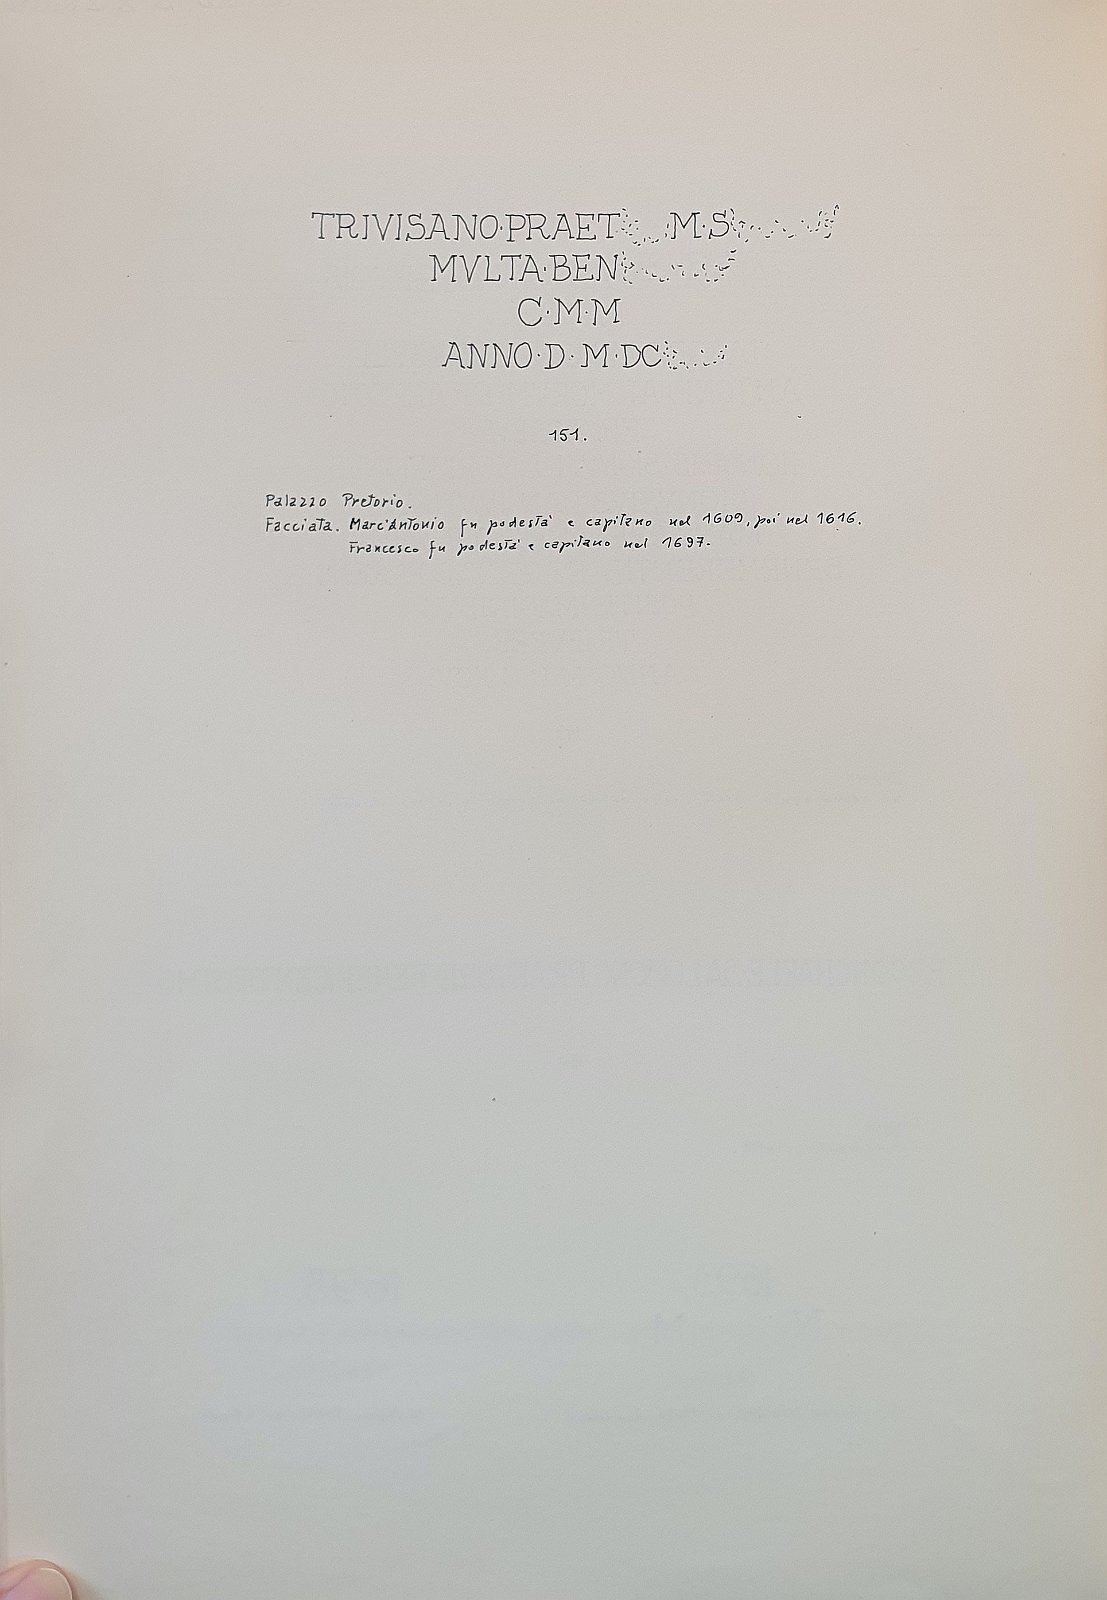 TRIVISANO·PRAET M·S
MVLTA·BEN
C·M·M
ANNO·D·M·DC
151.
Palazzo Pretorio.
Facciata. Marc'Antonio fu podestà e capitano nel 1609, poi nel 1616.
Francesco fu podestà e capitano nel 1697.